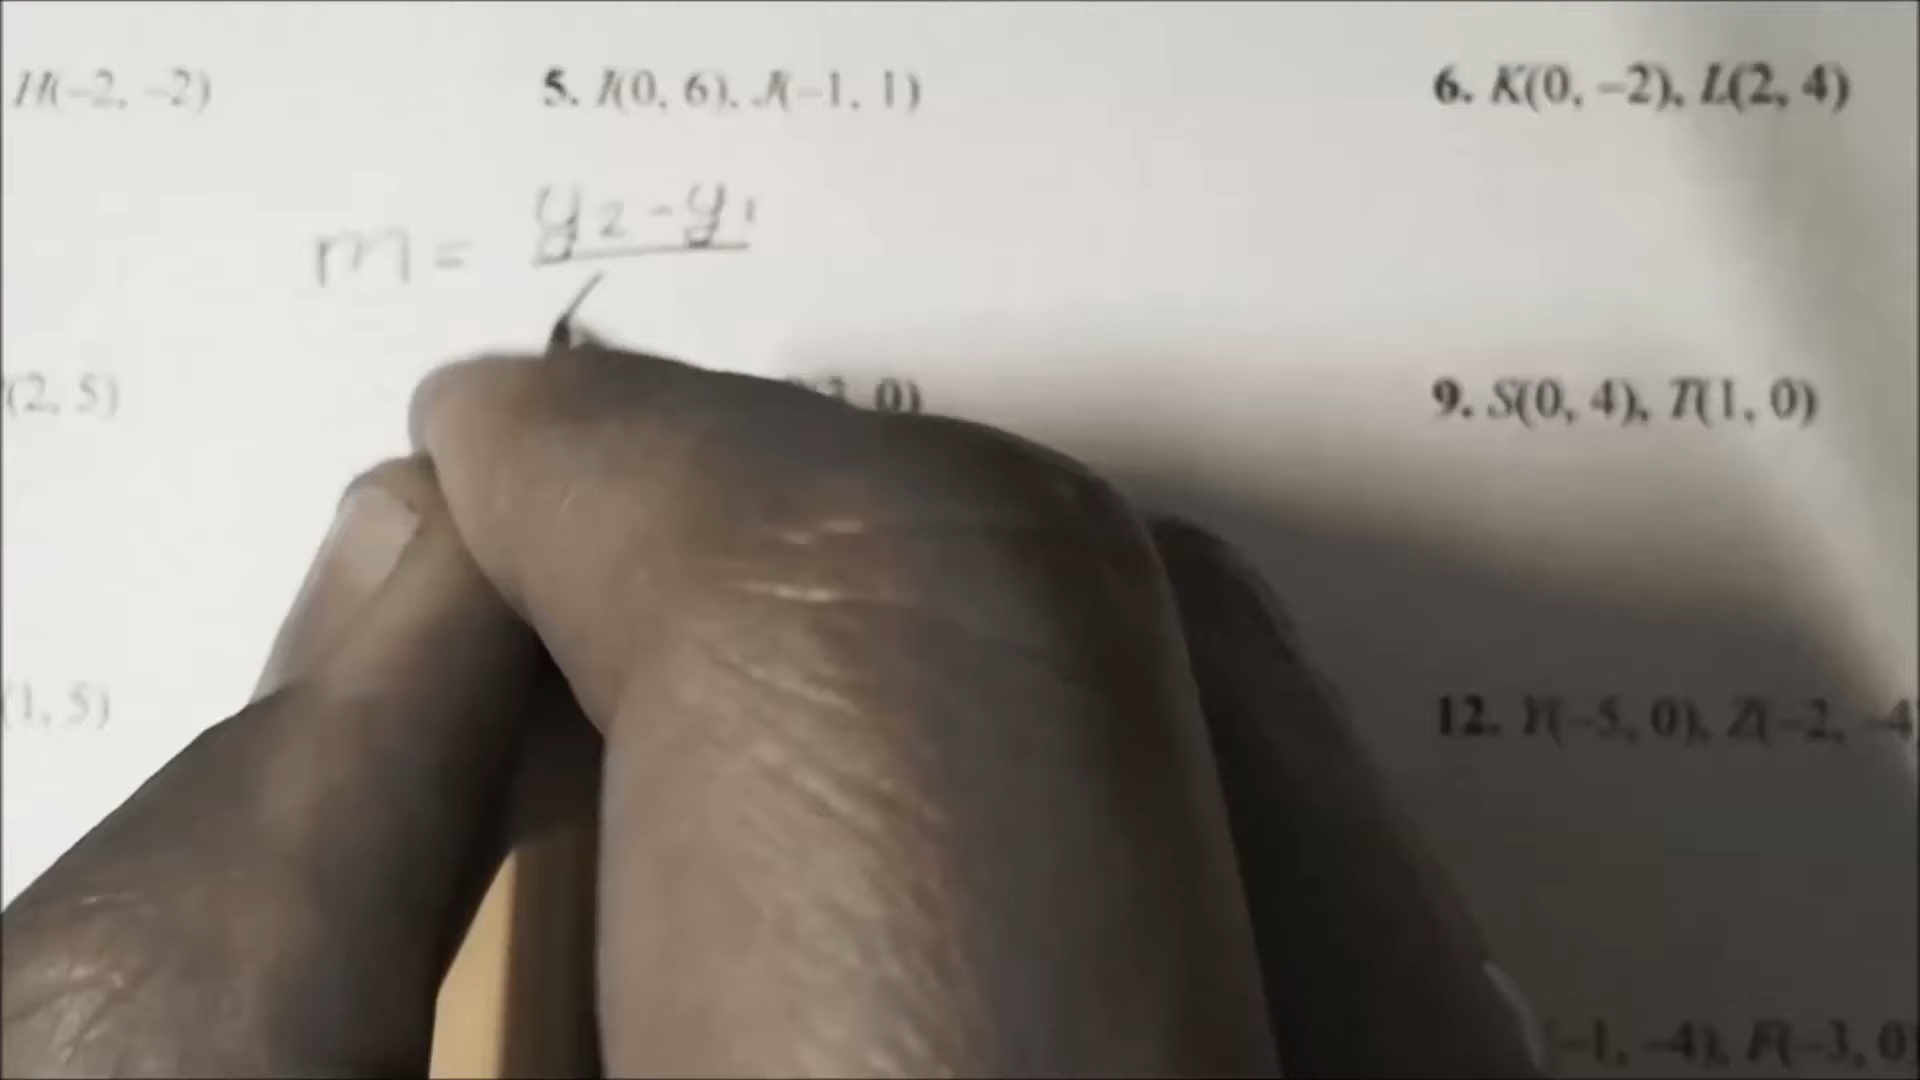 H(–2, –2) 5. I(0, 6), J(–1, 1) 6. K(0, –2), L(2, 4)
m = y2 - y1
(2, 5) 0) 9. S(0, 4), T(1, 0)
(1, 5) 12. Y(–5, 0), Z(–2, –4
–1, –4), F(–3, 0